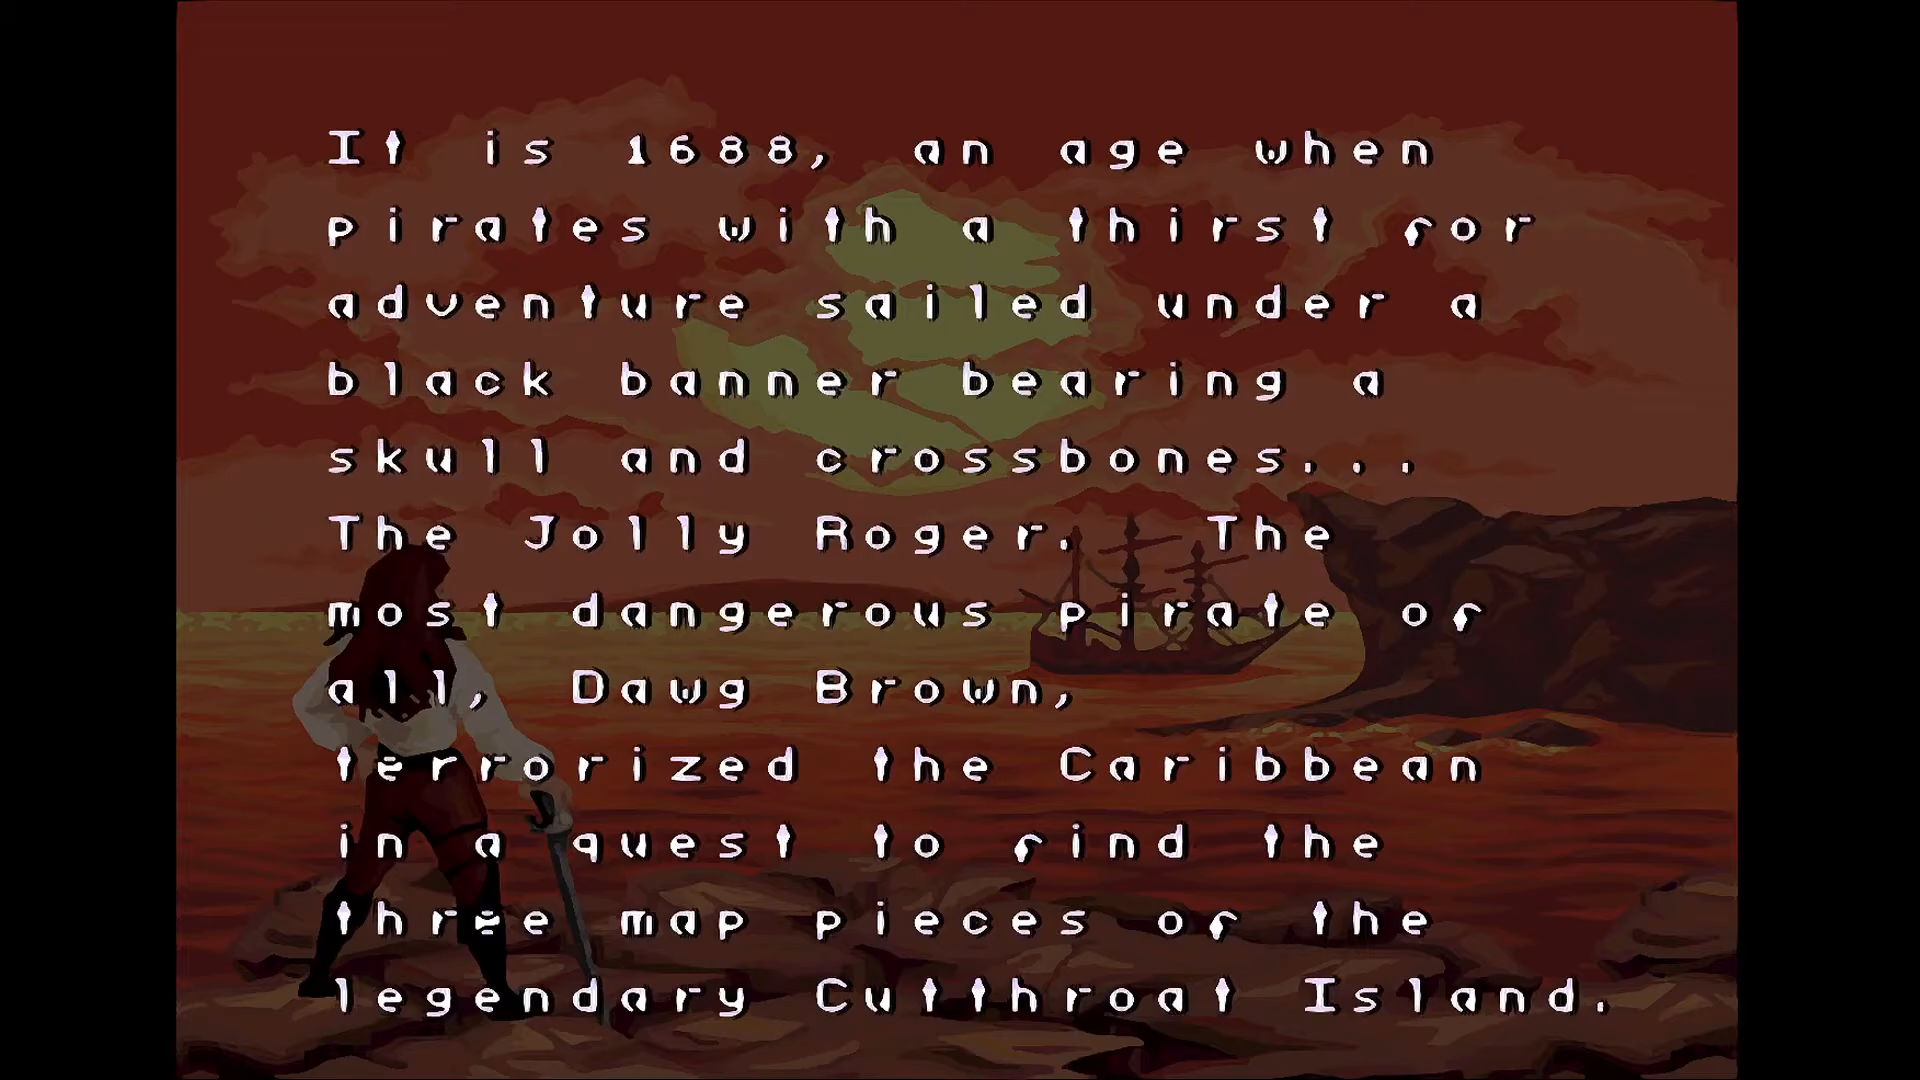 It is 1688, an age when
pirates with a thirst for
adventure sailed under a
black banner bearing a
skull and crossbones...
The Jolly Roger. The
most dangerous pirate of
all, Dawg Brown,
terrorized the Caribbean
in a quest to find the
three map pieces of the
legendary Cutthroat Island.